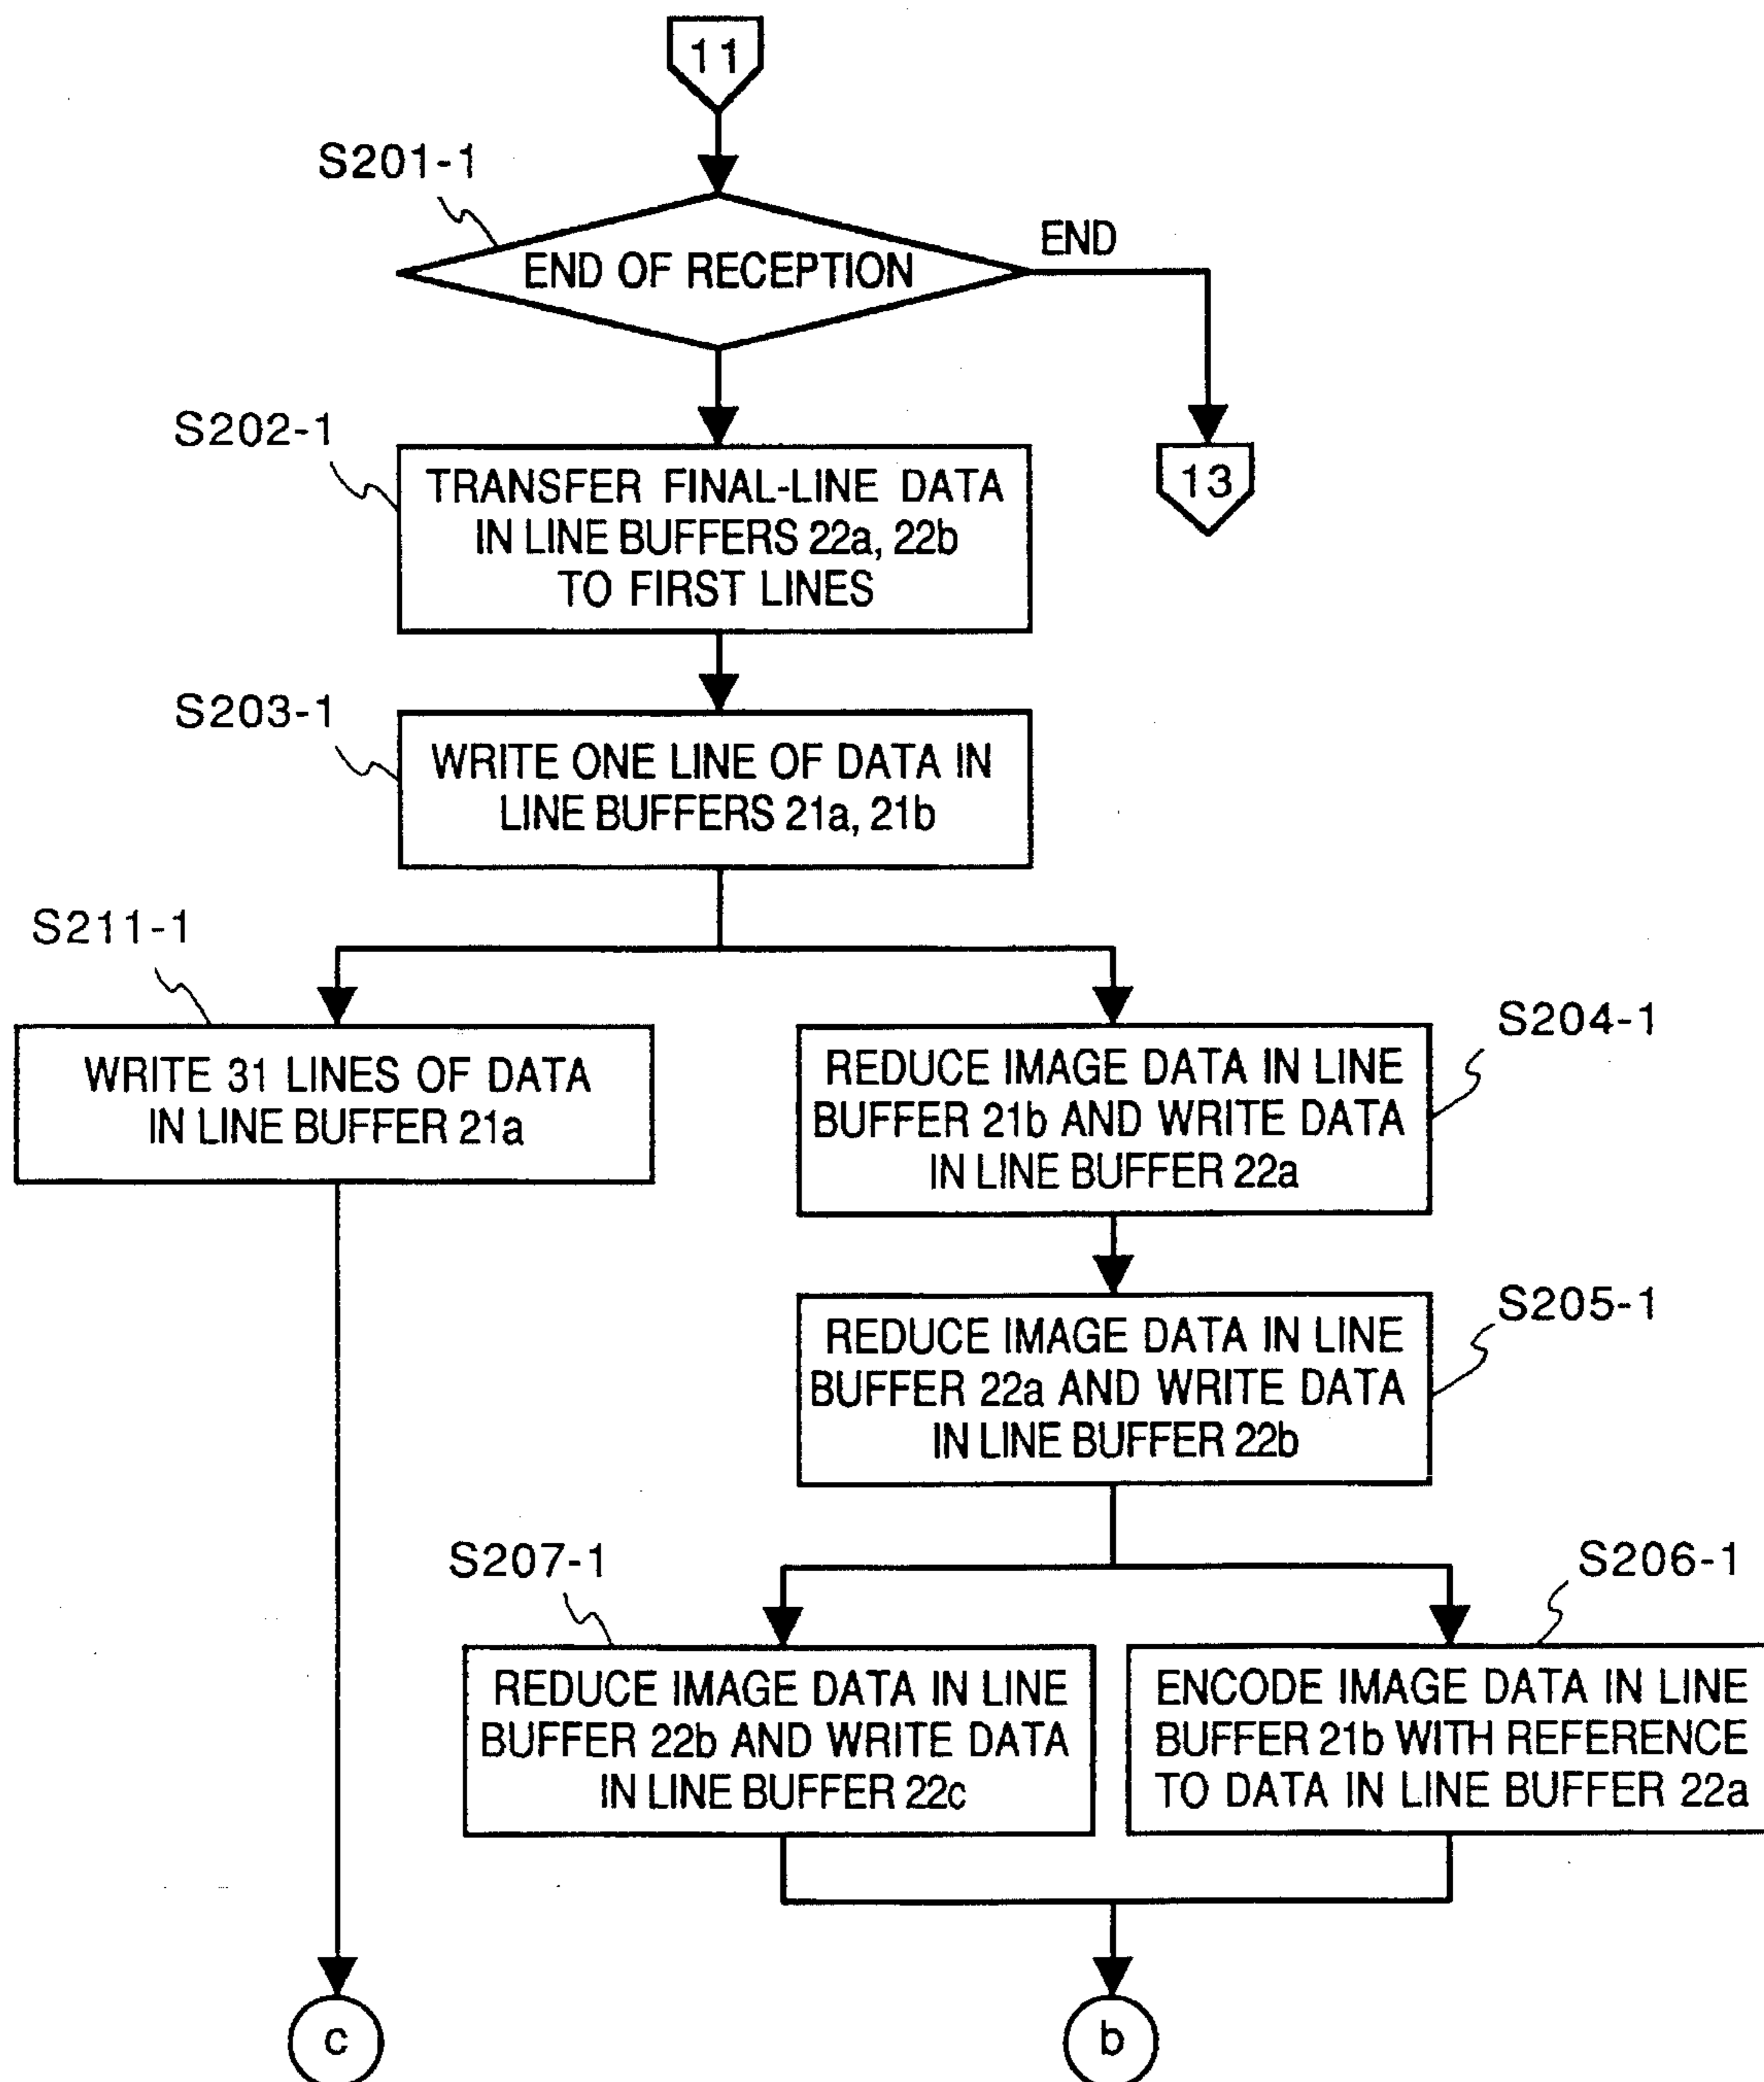 11
S201-1
END OF RECEPTION
END
S202-1
TRANSFER FINAL-LINE DATA
IN LINE BUFFERS 22a, 22b
TO FIRST LINES
13
S203-1
WRITE ONE LINE OF DATA IN
LINE BUFFERS 21a, 21b
S211-1
WRITE 31 LINES OF DATA
IN LINE BUFFER 21a
S204-1
REDUCE IMAGE DATA IN LINE
BUFFER 21b AND WRITE DATA
IN LINE BUFFER 22a
S205-1
REDUCE IMAGE DATA IN LINE
BUFFER 22a AND WRITE DATA
IN LINE BUFFER 22b
S207-1
REDUCE IMAGE DATA IN LINE
BUFFER 22b AND WRITE DATA
IN LINE BUFFER 22c
S206-1
ENCODE IMAGE DATA IN LINE
BUFFER 21b WITH REFERENCE
TO DATA IN LINE BUFFER 22a
c
b